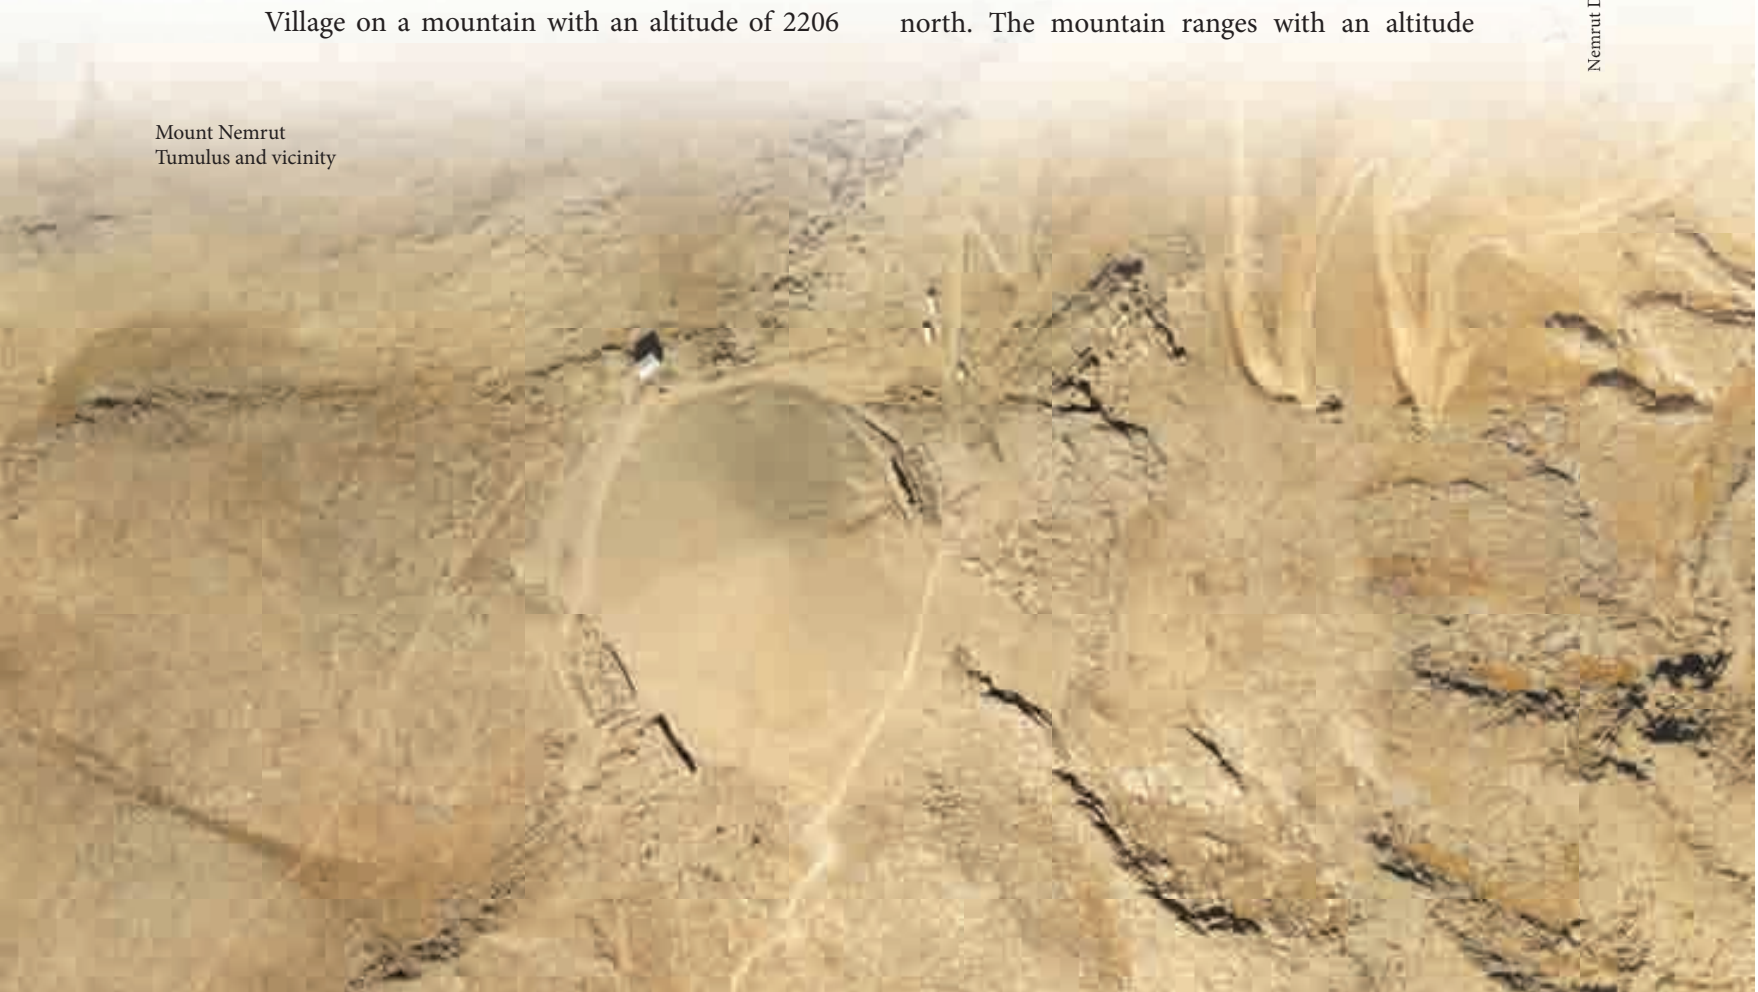 Village on a mountain with an altitude of 2206
north. The mountain ranges with an altitude
Nemrut
Mount Nemrut
Tumulus and vicinity